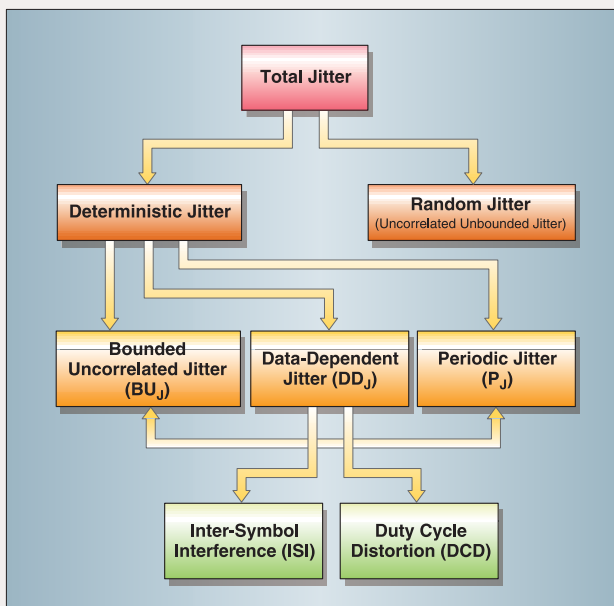 Total Jitter
Deterministic Jitter
Random Jitter
(Uncorrelated Unbounded Jitter)
Bounded
Uncorrelated Jitter
(BUJ)
Data-Dependent
Jitter (DDJ)
Periodic Jitter
(PJ)
Inter-Symbol
Interference (ISI)
Duty Cycle
Distortion (DCD)